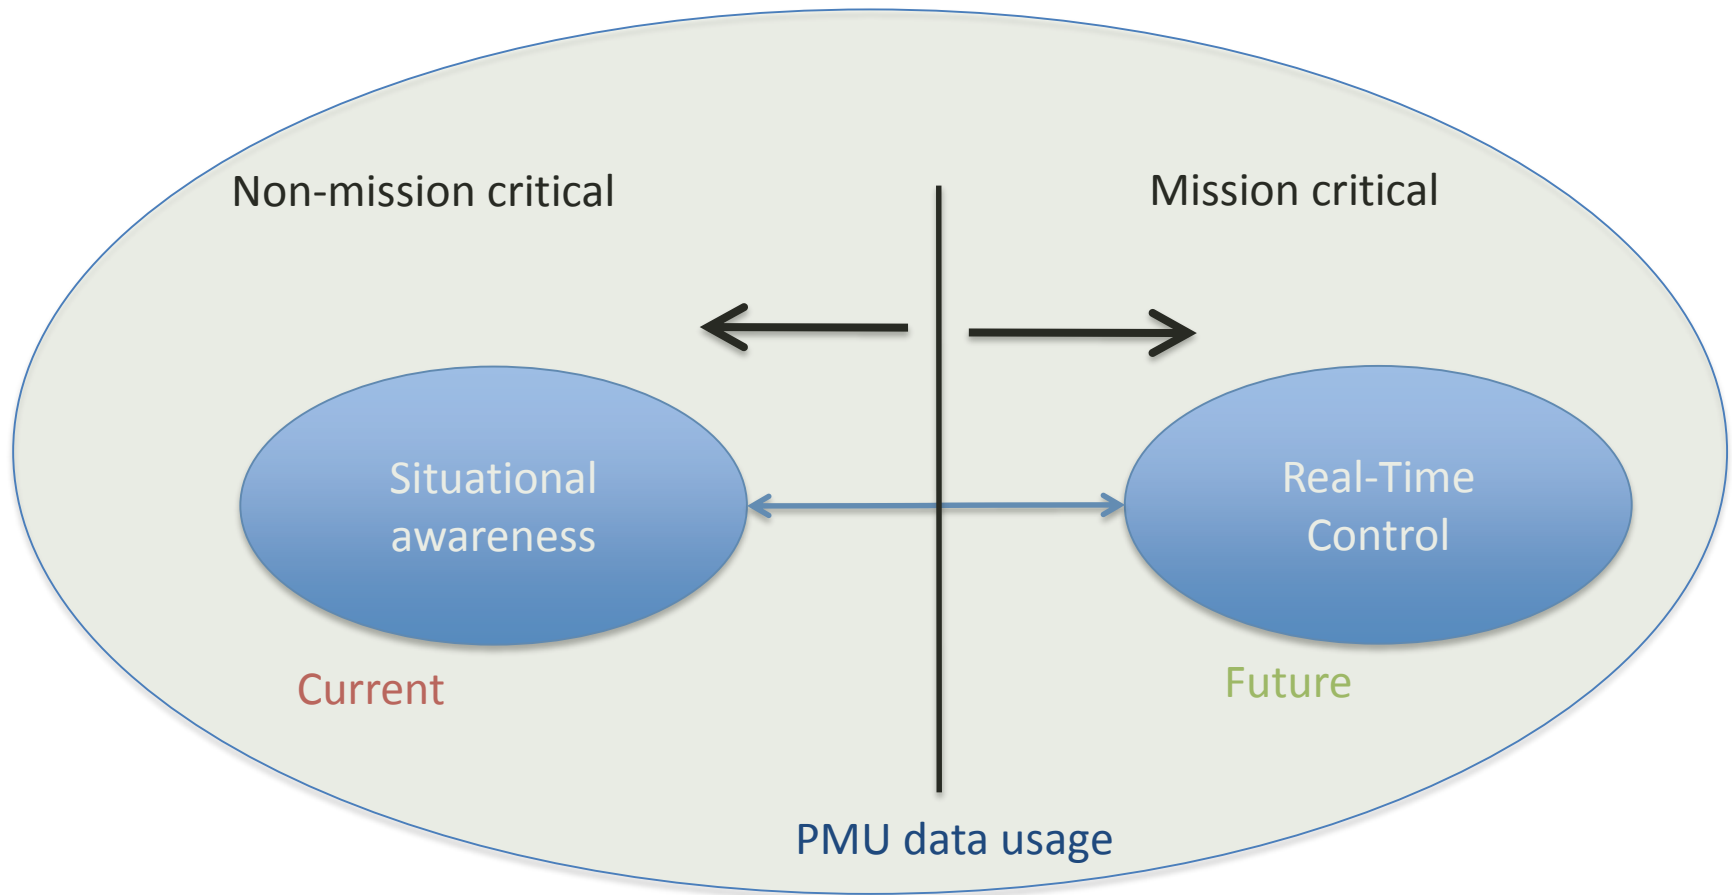 Non-mission critical
Mission critical
Situational
awareness
Real-Time
Control
Current
Future
PMU data usage